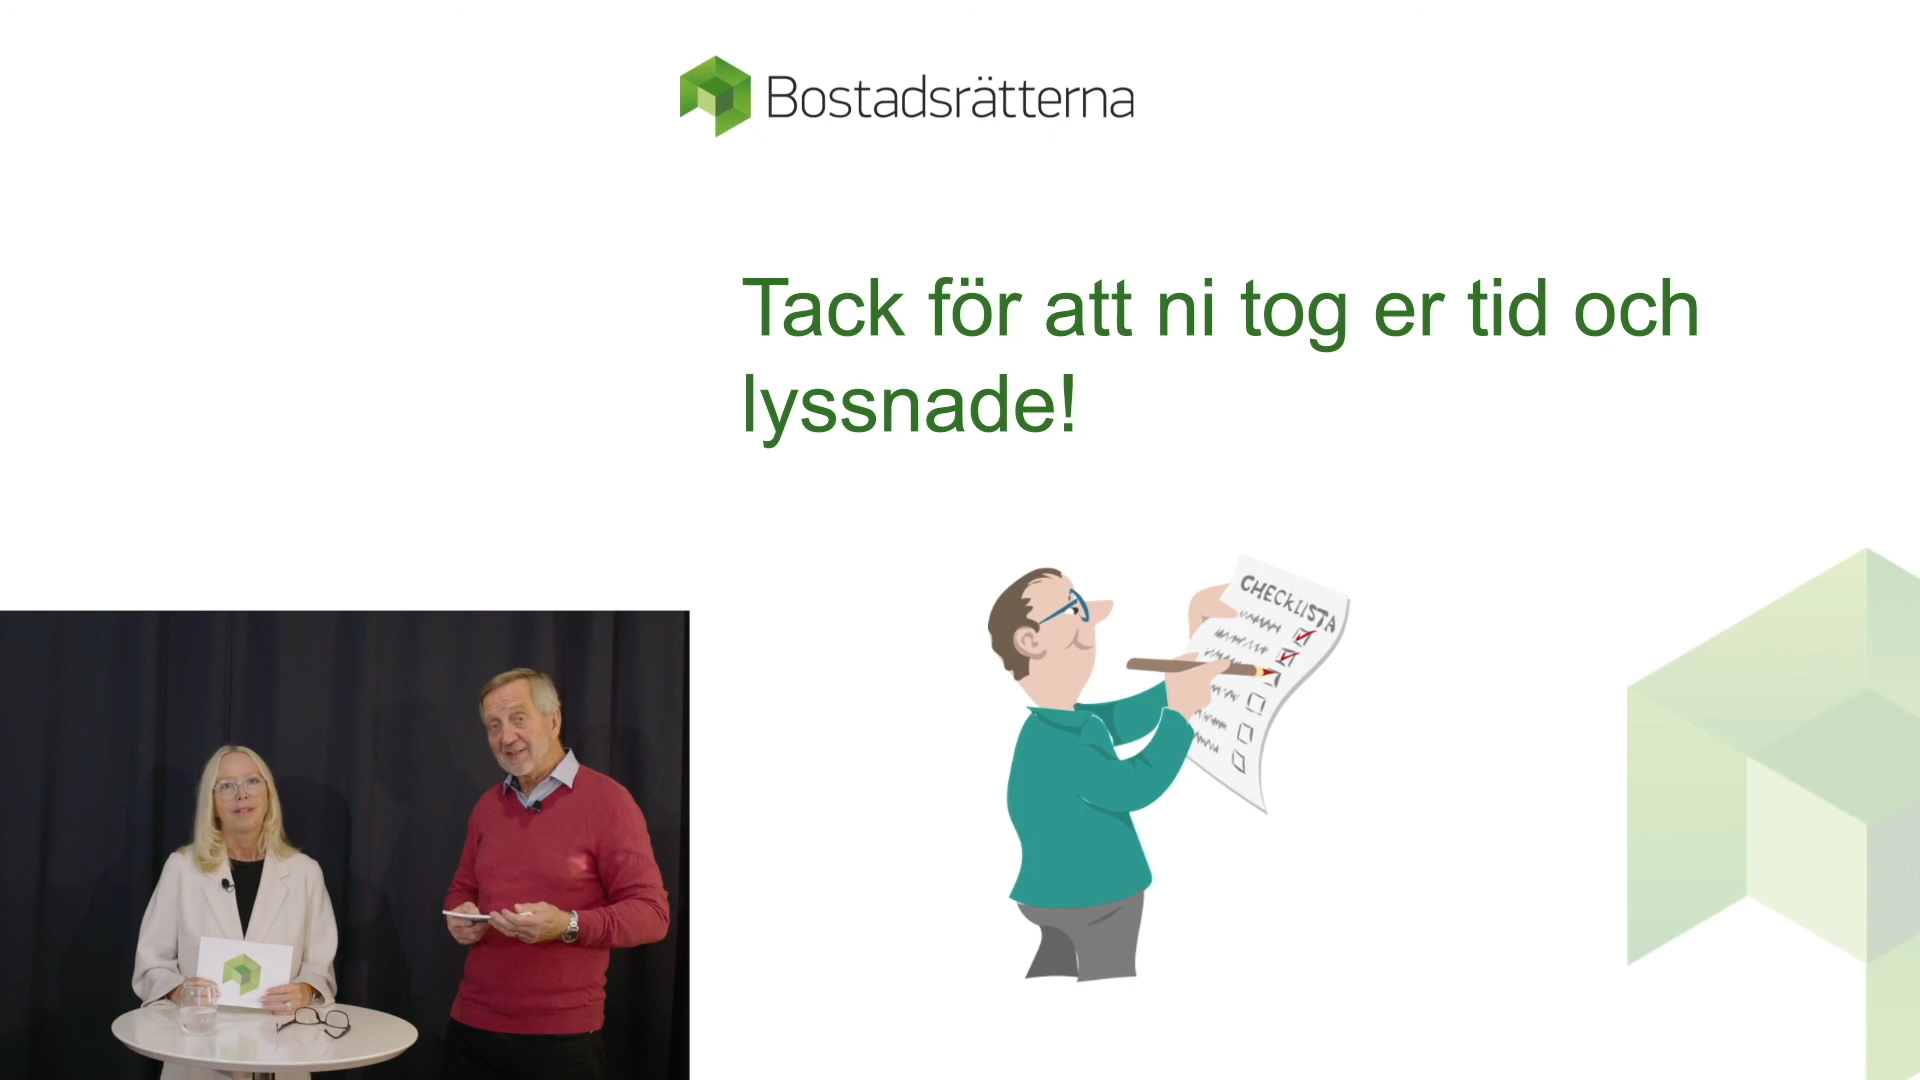 Bostadsrätterna
Tack för att ni tog er tid och
lyssnade!
CHECKLISTA